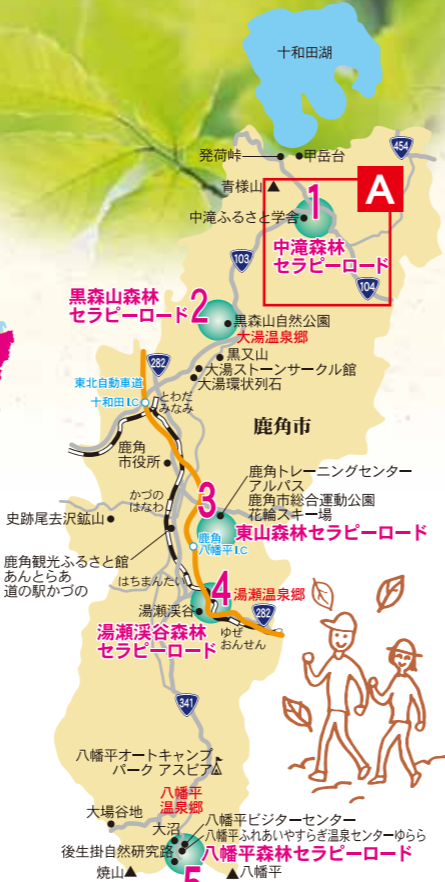 十和田湖
発荷峠
甲岳台
454
青様山
A
1
中滝ふるさと学舎
中滝森林
セラピーロード
103
104
黒森山森林
セラピーロード
2
黒森山自然公園
大湯温泉郷
黒又山
282
大湯ストーンサークル館
大湯環状列石
東北自動車道
十和田I.C
とわだ
みなみ
鹿角市
鹿角
市役所
鹿角トレーニングセンター
アルパス
鹿角市総合運動公園
花輪スキー場
かづの
はなわ
3
史跡尾去沢鉱山
東山森林セラピーロード
鹿角
八幡平I.C
鹿角観光ふるさと館
あんとらあ
道の駅かづの
はちまんたい
4
湯瀬温泉郷
湯瀬渓谷
282
湯瀬渓谷森林
セラピーロード
ゆぜ
おんせん
341
八幡平オートキャンプ
パーク アスピア
八幡平
温泉郷
大場谷地
大沼
八幡平ビジターセンター
八幡平ふれあいやすらぎ温泉センターゆらら
後生掛自然研究路
八幡平森林セラピーロード
焼山
5
八幡平